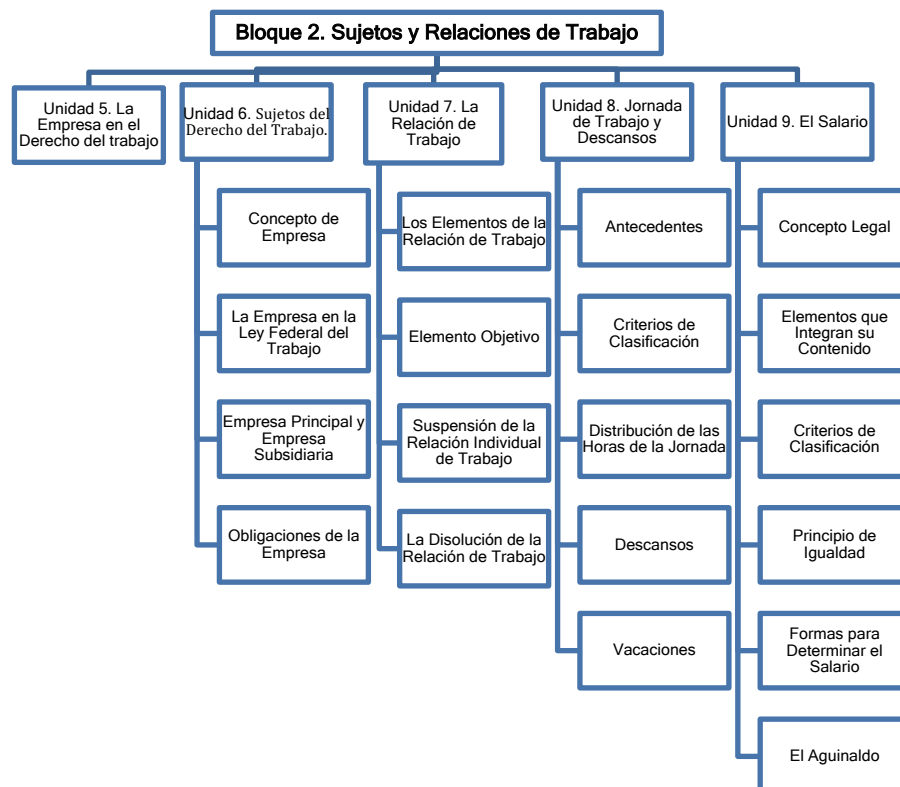 Bloque 2. Sujetos y Relaciones de Trabajo
Unidad 5. La
Empresa en el
Derecho del trabajo
Unidad 6. Sujetos del
Derecho del Trabajo.
Unidad 7. La
Relación de
Trabajo
Unidad 8. Jornada
de Trabajo y
Descansos
Unidad 9. El Salario
Concepto de
Empresa
La Empresa en la
Ley Federal del
Trabajo
Empresa Principal y
Empresa
Subsidiaria
Obligaciones de la
Empresa
Los Elementos de la
Relación de Trabajo
Elemento Objetivo
Suspensión de la
Relación Individual
de Trabajo
La Disolución de la
Relación de Trabajo
Antecedentes
Criterios de
Clasificación
Distribución de las
Horas de la Jornada
Descansos
Vacaciones
Concepto Legal
Elementos que
Integran su
Contenido
Criterios de
Clasificación
Principio de
Igualdad
Formas para
Determinar el
Salario
El Aguinaldo